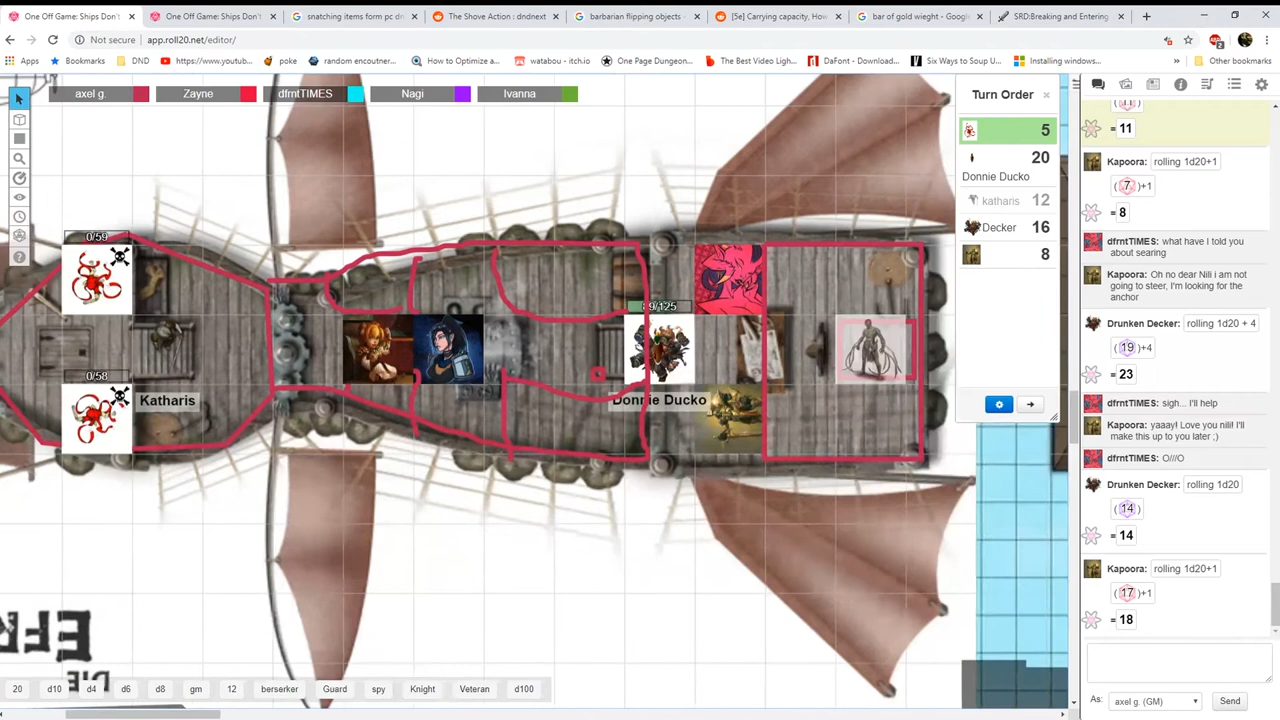 One Off Game: Ships Don't
One Off Game: Ships Don't
snatching items form pc dn
The Shove Action : dndnext
barbarian flipping objects -
[5e] Carrying capacity, How
bar of gold wieght - Google
SRD:Breaking and Entering
Not secure | app.roll20.net/editor/
Apps
Bookmarks
DND
https://www.youtub...
poke
random encoutner...
How to Optimize a...
watabou - itch.io
One Page Dungeon...
The Best Video Ligh...
DaFont - Downloa...
Six Ways to Soup U...
Installing windows...
»
Other bookmarks
axel g.
Zayne
dfrntTIMES
Nagi
Ivanna
Turn Order
5
20
Donnie Ducko
katharis 12
Decker 16
8
0/59
0/58
Katharis
Donnie Ducko
= 11
Kapoora: rolling 1d20+1
(7)+1
= 8
dfrntTIMES: what have I told you
about searing
Kapoora: Oh no dear Nili i am not
going to steer, I'm looking for the
anchor
Drunken Decker: rolling 1d20 + 4
(19)+4
= 23
dfrntTIMES: sigh... I'll help
Kapoora: yaaay! Love you nili! I'll
make this up to you later ;)
dfrntTIMES: O///O
Drunken Decker: rolling 1d20
(14)
= 14
Kapoora: rolling 1d20+1
(17)+1
= 18
20
d10
d4
d6
d8
gm
12
berserker
Guard
spy
Knight
Veteran
d100
As:
axel g. (GM)
Send